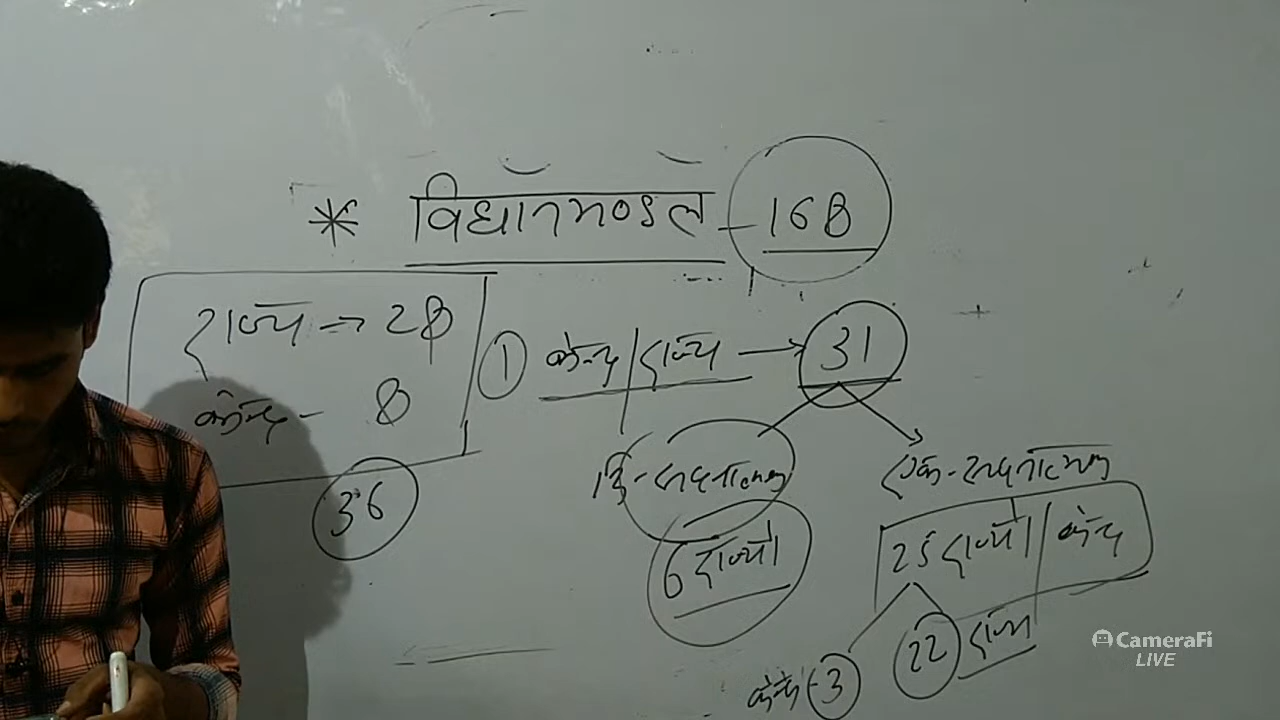 * विधानमण्डल - 168
राज्य → 28
केन्द्र - 8
36
① केन्द्र/राज्य → 31
द्वि-सदनात्मक
6 राज्यों
एक-सदनात्मक
25 राज्यों/केन्द्र
केन्द्र - 3
22 राज्य
CameraFi
LIVE